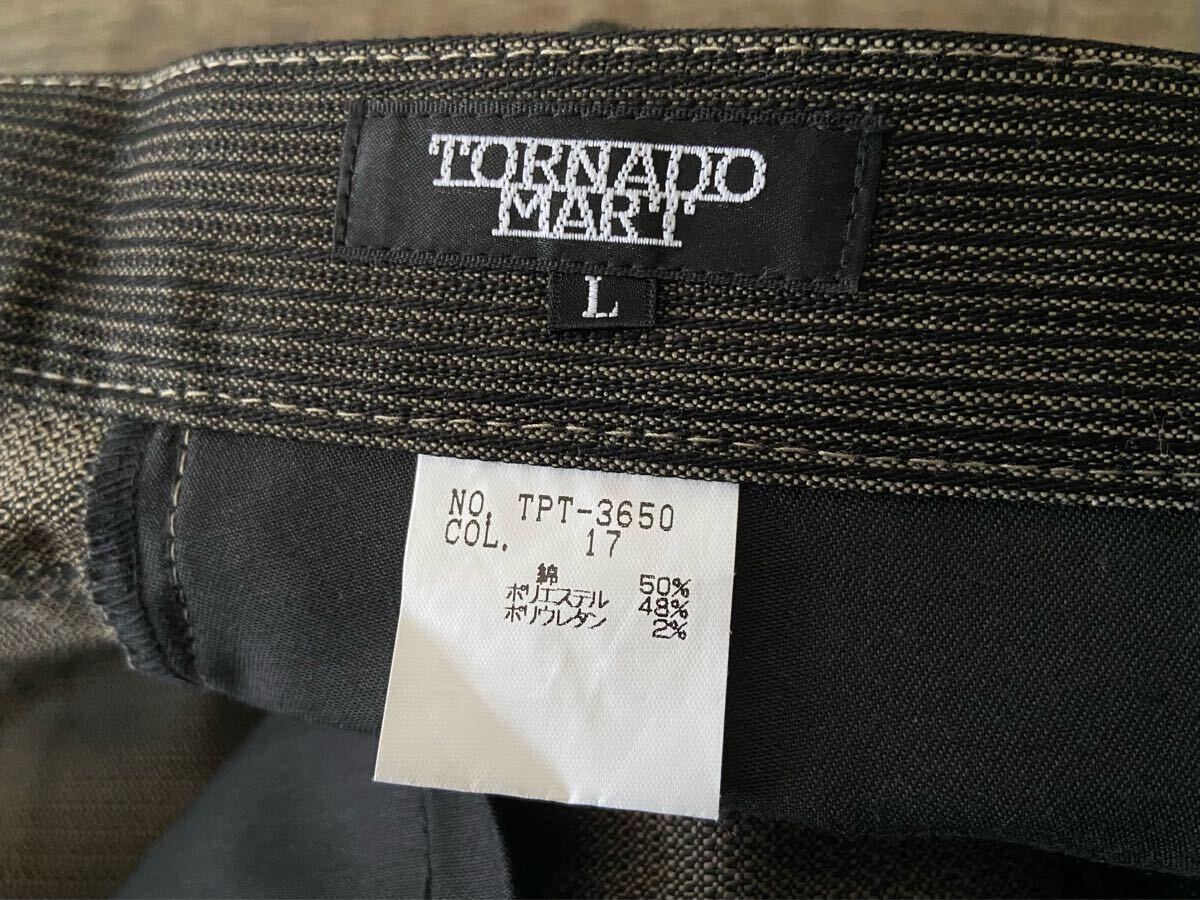 TORNADO
MART
L
NO. TPT-3650
COL. 17
綿 50%
ポリエステル 48%
ポリウレタン 2%